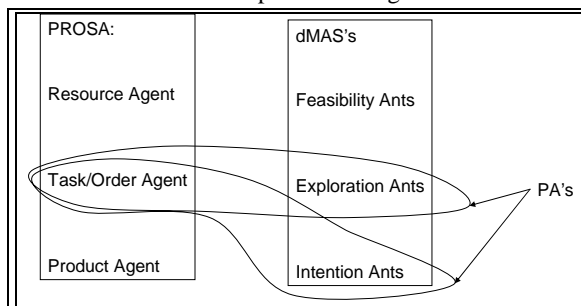 PROSA:
dMAS's
Resource Agent
Feasibility Ants
Task/Order Agent
Exploration Ants
PA's
Product Agent
Intention Ants